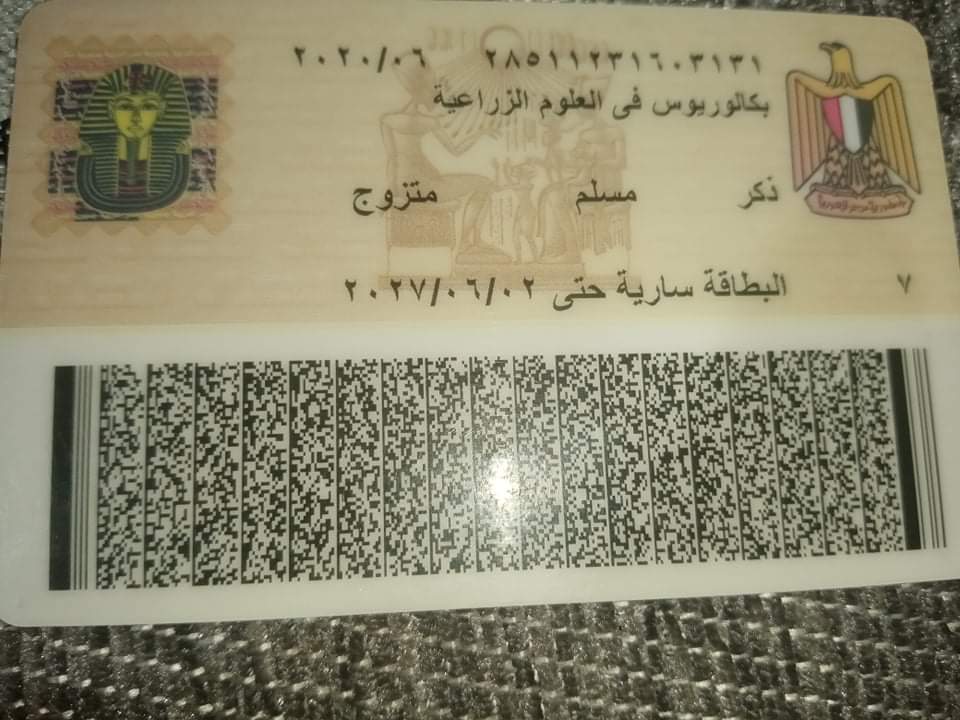 ٢٨٥١١٢٣١٦٠٣١٣١ ٢٠٢٠/٠٦
بكالوريوس فى العلوم الزراعية
ذكر مسلم متزوج
٧ البطاقة سارية حتى ٢٠٢٧/٠٦/٠٢